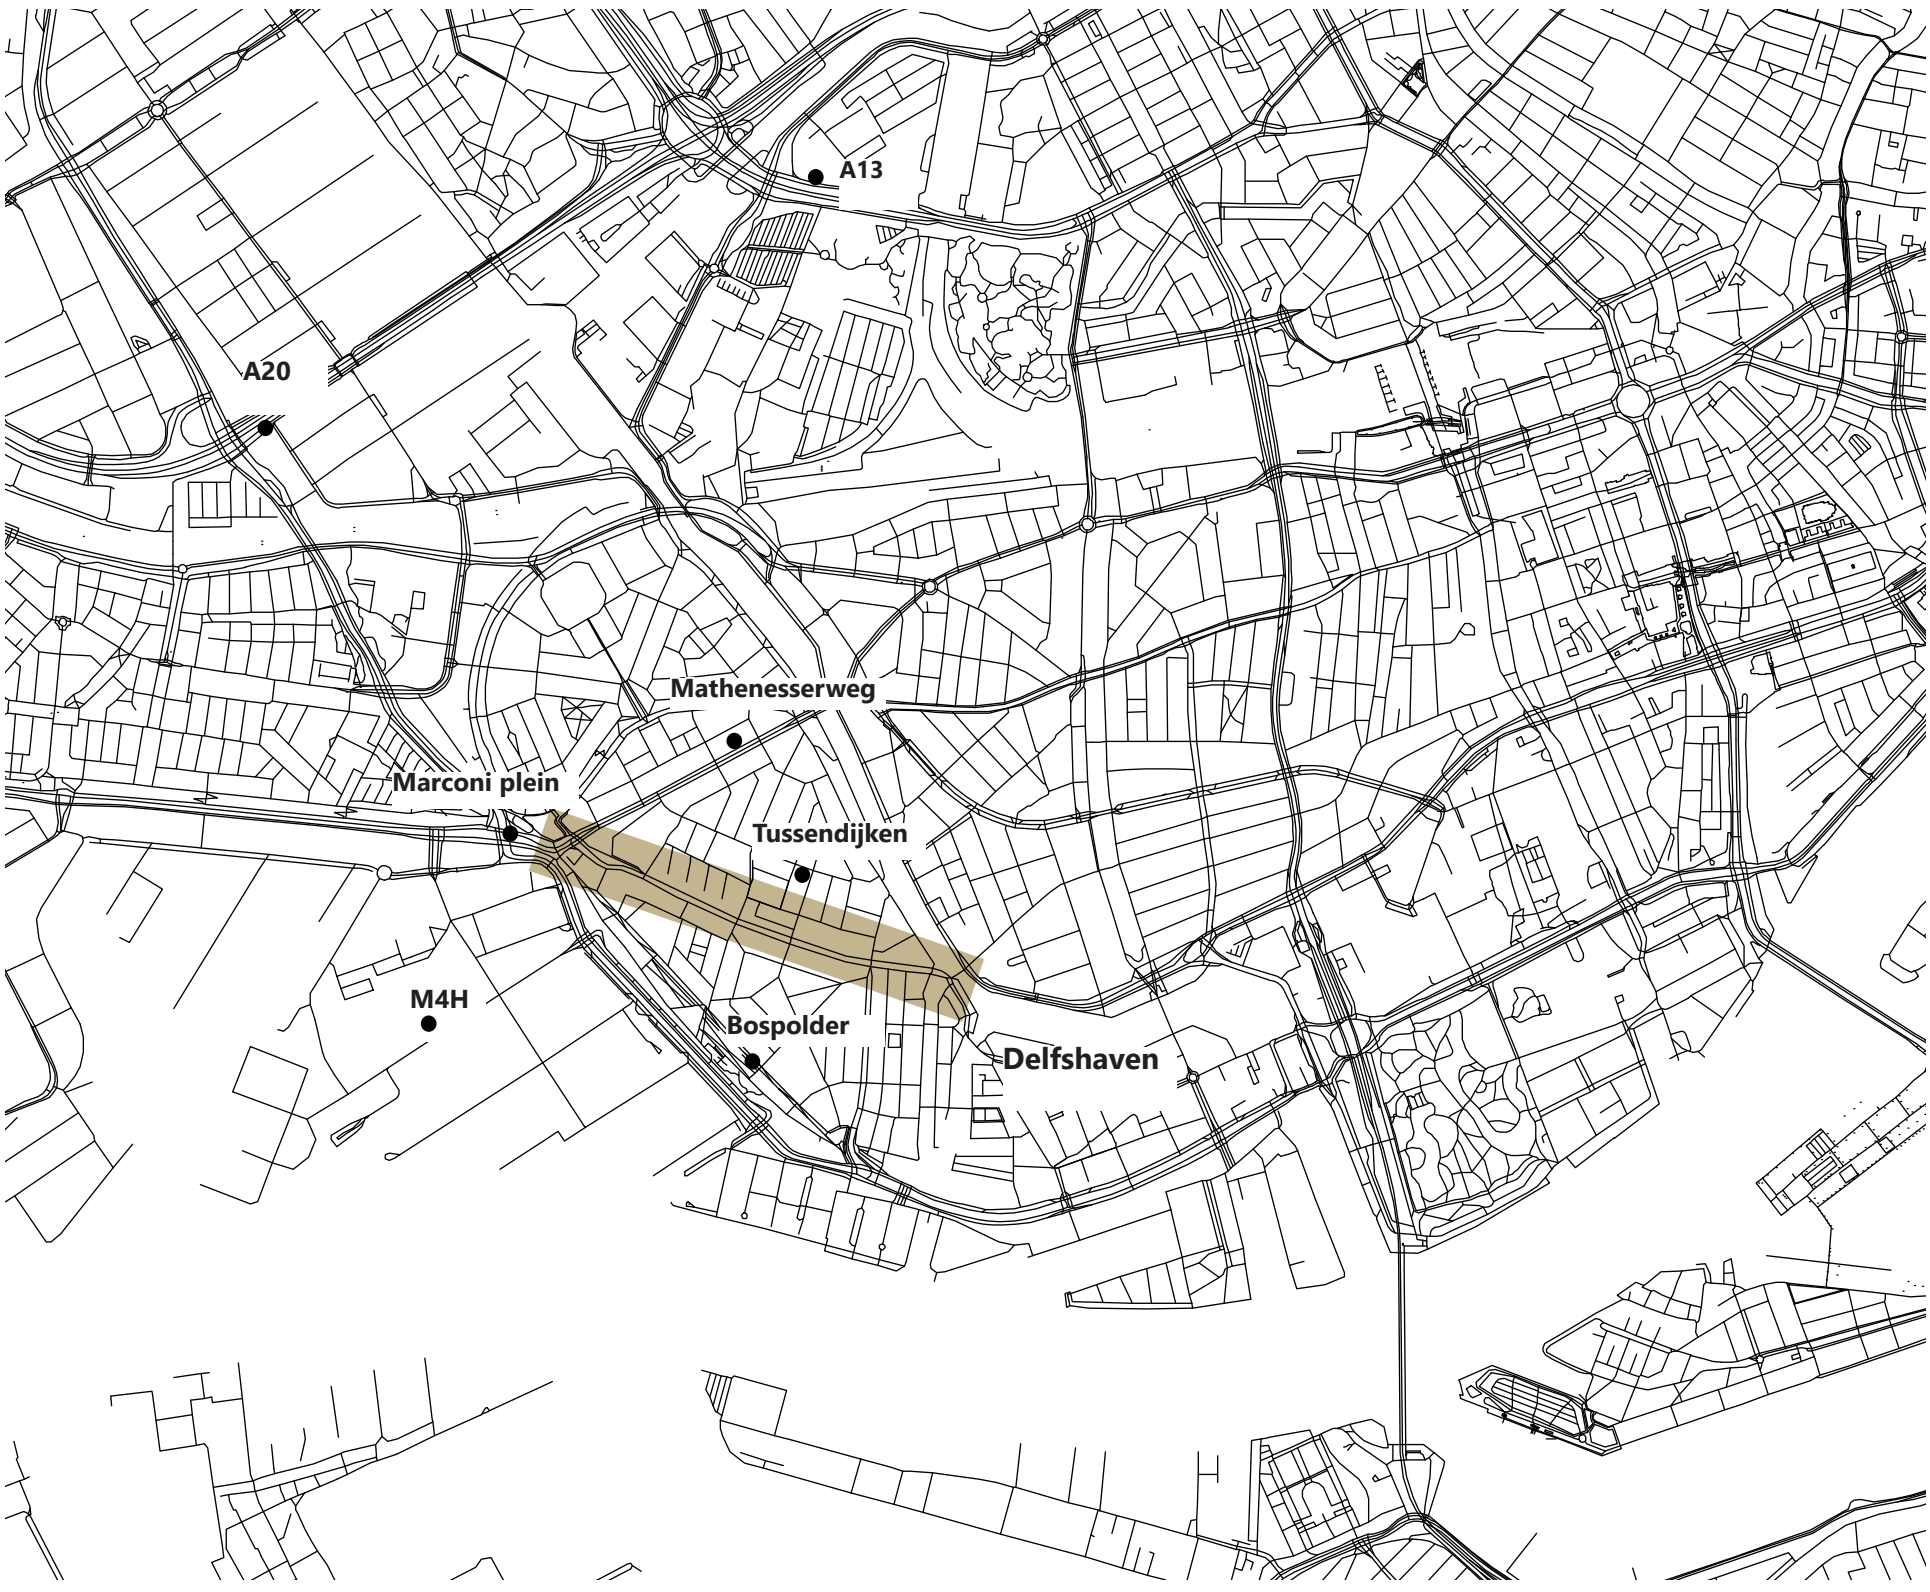 A13
A20
Mathenesserweg
Marconi plein
Tussendijken
M4H
Bospolder
Delfshaven